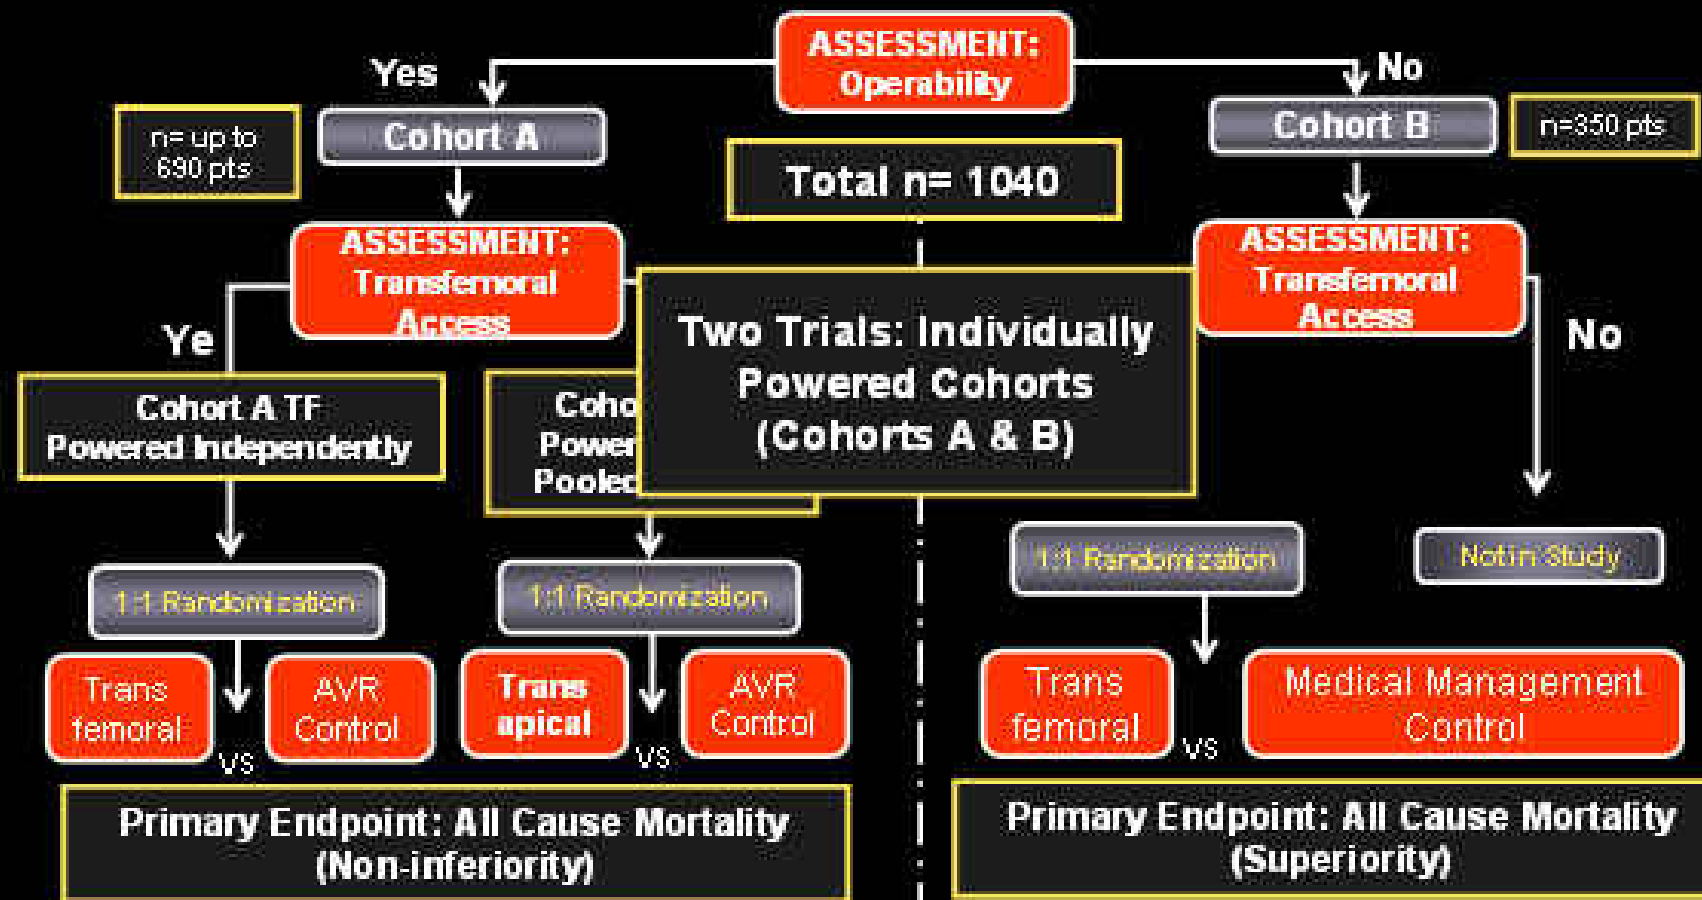 ASSESSMENT:
Operability
Yes
No
n= up to
690 pts
Cohort A
Cohort B
n=350 pts
Total n= 1040
ASSESSMENT:
Transfemoral
Access
ASSESSMENT:
Transfemoral
Access
Ye
No
Two Trials: Individually
Powered Cohorts
(Cohorts A & B)
Cohort A TF
Powered Independently
Coho
Power
Pooled
1:1 Randomization
1:1 Randomization
1:1 Randomization
Not in Study
Trans
femoral
vs
AVR
Control
Trans
apical
vs
AVR
Control
Trans
femoral
vs
Medical Management
Control
Primary Endpoint: All Cause Mortality
(Non-inferiority)
Primary Endpoint: All Cause Mortality
(Superiority)